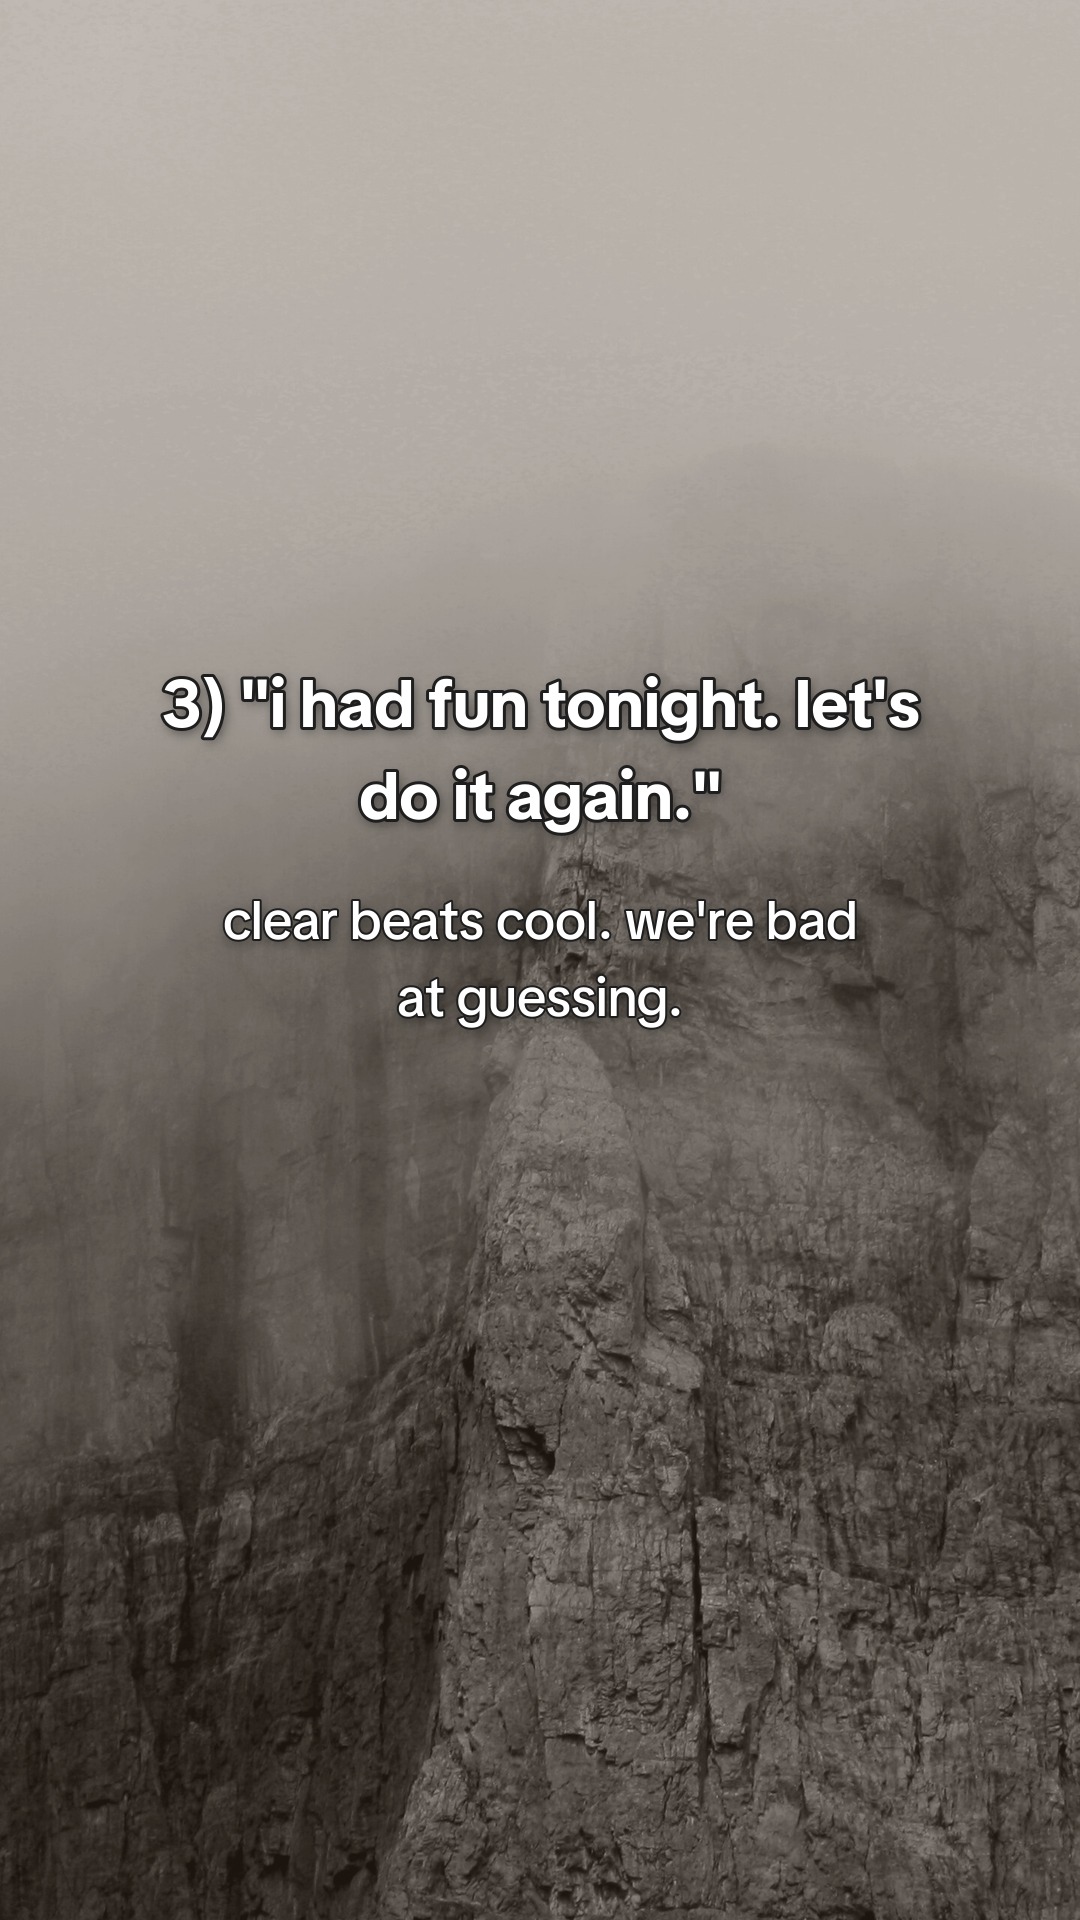 3) "i had fun tonight. let's
do it again."
clear beats cool. we're bad
at guessing.